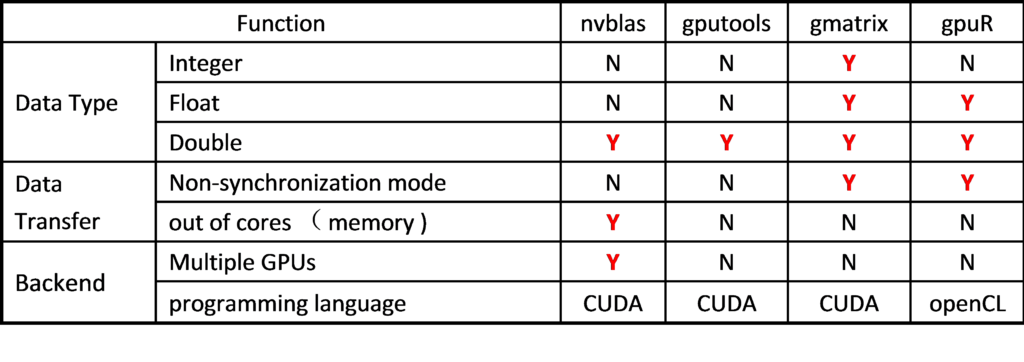 Function nvblas gputools gmatrix gpuR
Data Type Integer N N Y N
Float N N Y Y
Double Y Y Y Y
Data Transfer Non-synchronization mode N N Y Y
out of cores （ memory ) Y N N N
Backend Multiple GPUs Y N N N
programming language CUDA CUDA CUDA openCL